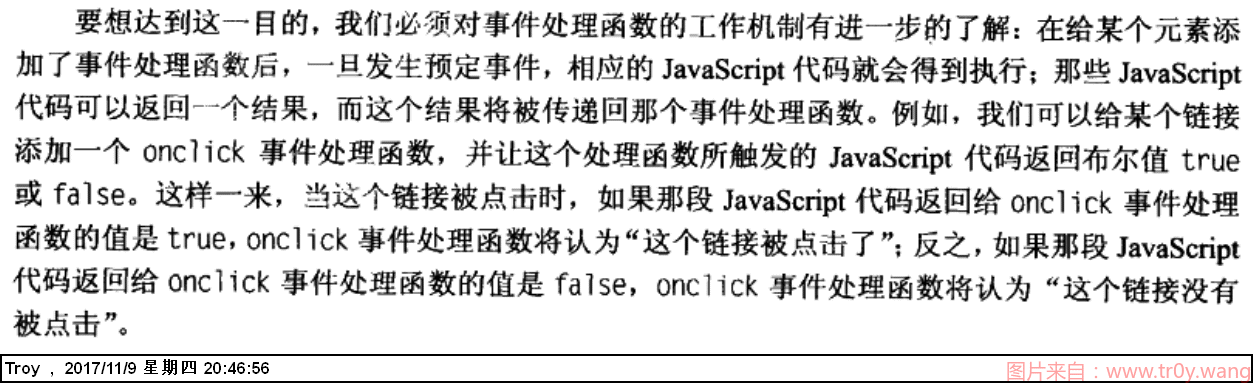 要想达到这一目的，我们必须对事件处理函数的工作机制有进一步的了解：在给某个元素添
加了事件处理函数后，一旦发生预定事件，相应的 JavaScript 代码就会得到执行；那些 JavaScript
代码可以返回一个结果，而这个结果将被传递回那个事件处理函数。例如，我们可以给某个链接
添加一个 onclick 事件处理函数，并让这个处理函数所触发的 JavaScript 代码返回布尔值 true
或 false。这样一来，当这个链接被点击时，如果那段 JavaScript 代码返回给 onclick 事件处理
函数的值是 true，onclick 事件处理函数将认为“这个链接被点击了”；反之，如果那段 JavaScript
代码返回给 onclick 事件处理函数的值是 false，onclick 事件处理函数将认为“这个链接没有
被点击”。
Troy , 2017/11/9 星期四 20:46:56
图片来自：www.tr0y.wang